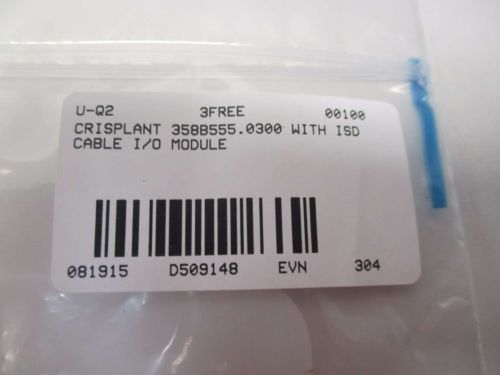 U-Q2 3FREE 00100
CRISPLANT 358B555.0300 WITH ISD
CABLE I/O MODULE
081915 D509148 EVN 304